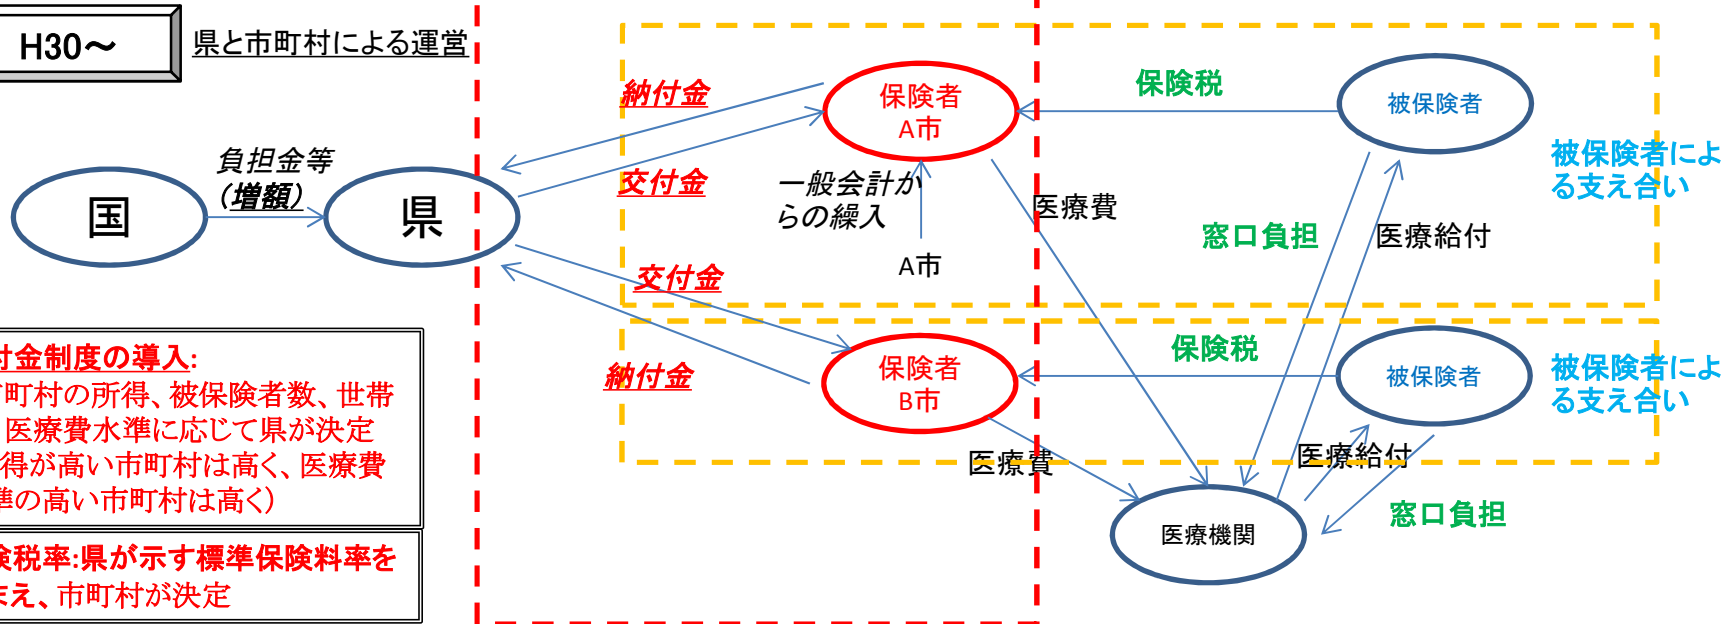 H30～
県と市町村による運営
納付金
保険者
A市
保険税
被保険者
負担金等
(増額)
国
県
交付金
一般会計か
らの繰入
A市
医療費
窓口負担
医療給付
被保険者によ
る支え合い
交付金
納付金
保険者
B市
保険税
被保険者
被保険者によ
る支え合い
医療費
医療給付
窓口負担
医療機関
付金制度の導入:
町村の所得、被保険者数、世帯
医療費水準に応じて県が決定
得が高い市町村は高く、医療費
準の高い市町村は高く)
険税率:県が示す標準保険料率を
まえ、市町村が決定